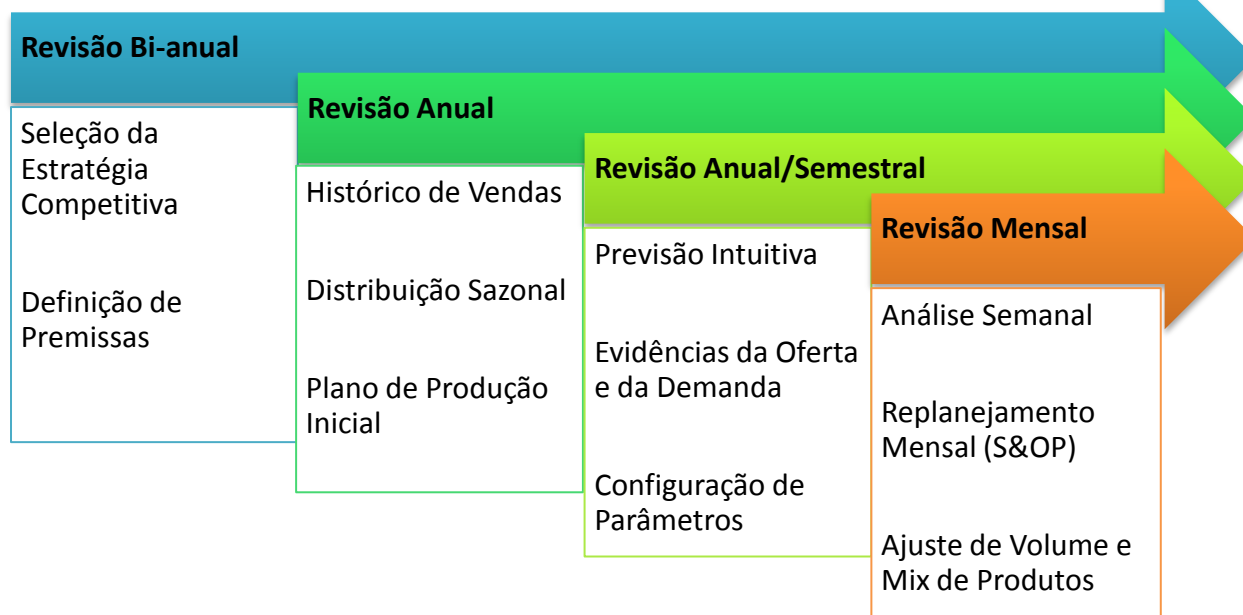 Revisão Bi-anual
Seleção da
Estratégia
Competitiva
Definição de
Premissas
Revisão Anual
Histórico de Vendas
Distribuição Sazonal
Plano de Produção
Inicial
Revisão Anual/Semestral
Previsão Intuitiva
Evidências da Oferta
e da Demanda
Configuração de
Parâmetros
Revisão Mensal
Análise Semanal
Replanejamento
Mensal (S&OP)
Ajuste de Volume e
Mix de Produtos